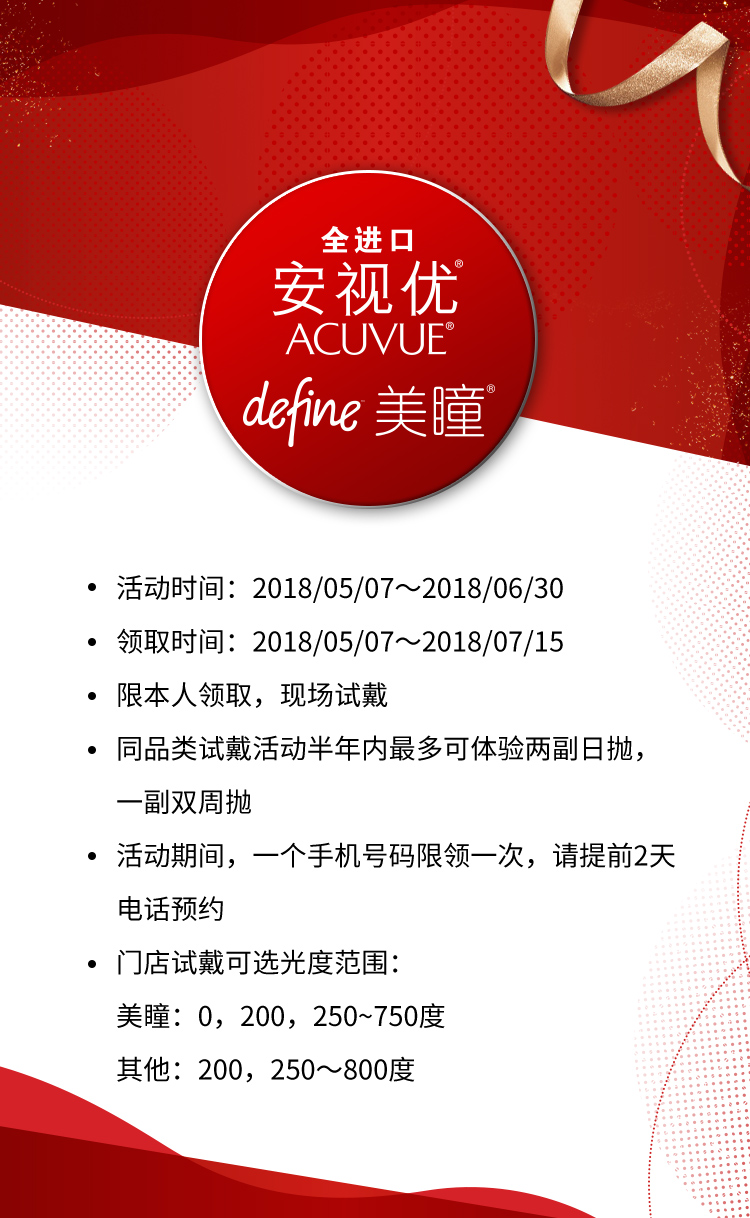 全进口
安视优®
ACUVUE®
define™ 美瞳®
• 活动时间：2018/05/07～2018/06/30
• 领取时间：2018/05/07～2018/07/15
• 限本人领取，现场试戴
• 同品类试戴活动半年内最多可体验两副日抛，
一副双周抛
• 活动期间，一个手机号码限领一次，请提前2天
电话预约
• 门店试戴可选光度范围：
美瞳：0，200，250~750度
其他：200，250～800度